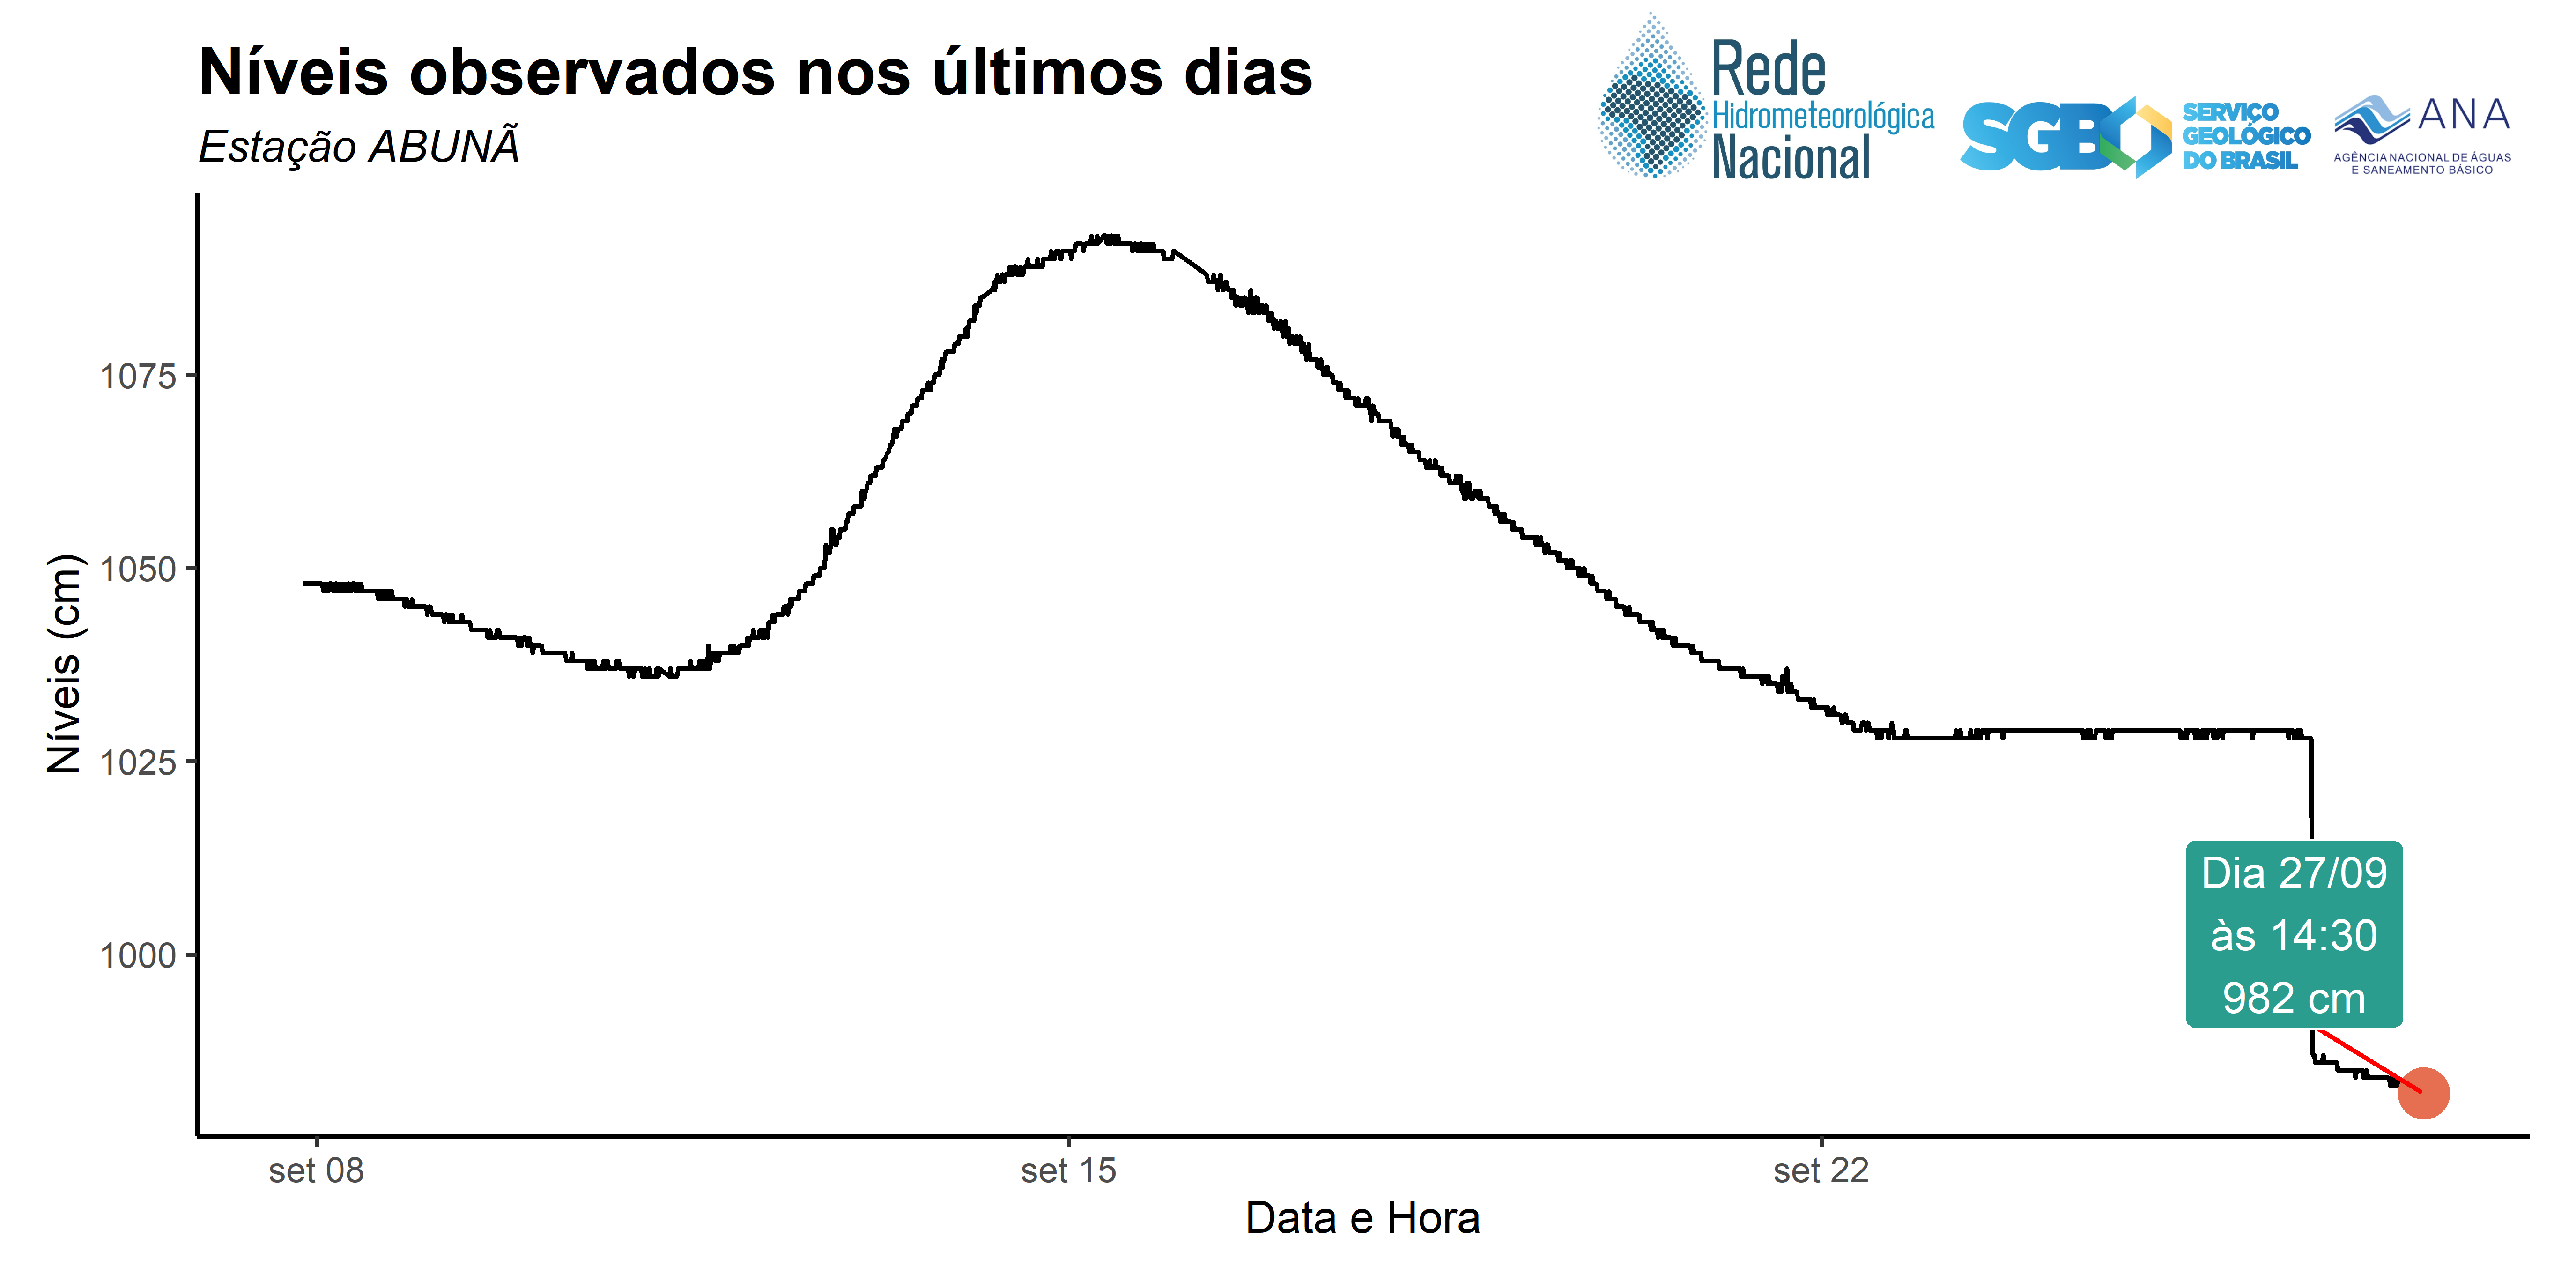 Níveis observados nos últimos dias
Estação ABUNÃ
Rede
Hidrometeorológica
Nacional
SGB
SERVIÇO
GEOLÓGICO
DO BRASIL
ANA
AGÊNCIA NACIONAL DE ÁGUAS
E SANEAMENTO BÁSICO
Níveis (cm)
1075
1050
1025
1000
Dia 27/09
às 14:30
982 cm
set 08
set 15
set 22
Data e Hora